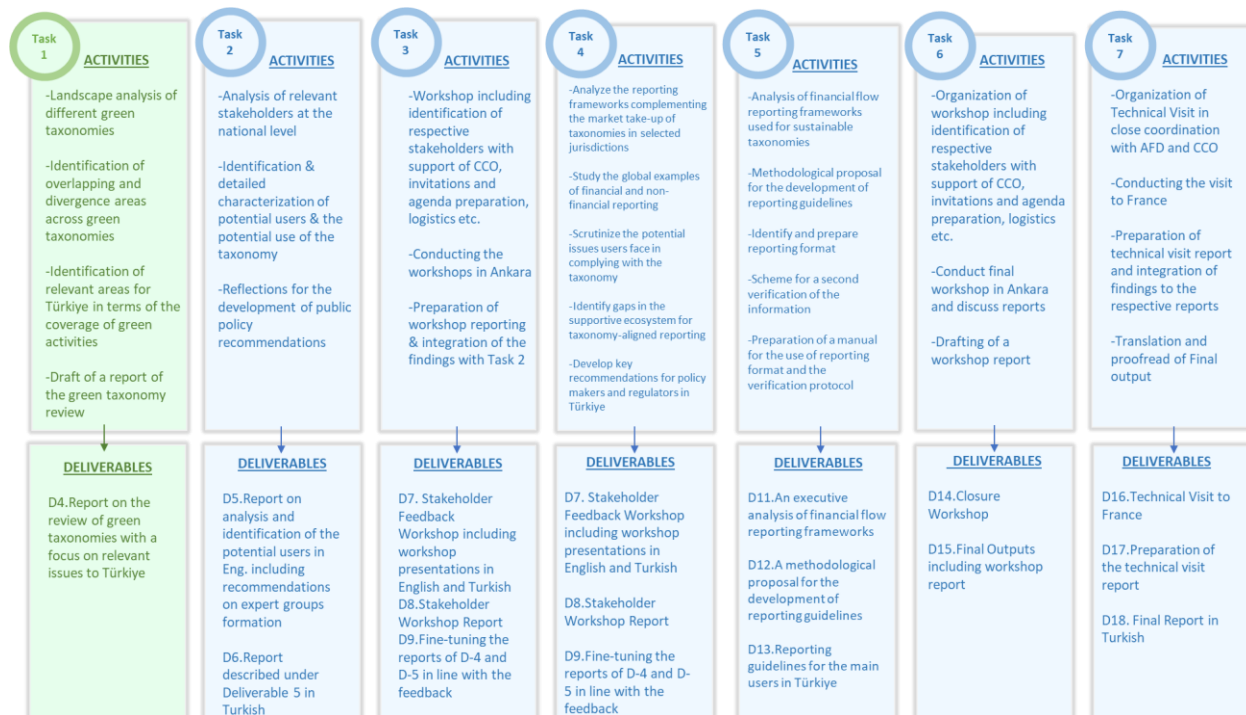 Task
1
ACTIVITIES
-Landscape analysis of
different green
taxonomies
-Identification of
overlapping and
divergence areas
across green
taxonomies
-Identification of
relevant areas for
Türkiye in terms of the
coverage of green
activities
-Draft of a report of
the green taxonomy
review
DELIVERABLES
D4.Report on the
review of green
taxonomies with a
focus on relevant
issues to Türkiye
Task
2
ACTIVITIES
-Analysis of relevant
stakeholders at the
national level
-Identification &
detailed
characterization of
potential users & the
potential use of the
taxonomy
-Reflections for the
development of public
policy
recommendations
DELIVERABLES
D5.Report on
analysis and
identification of the
potential users in
Eng. including
recommendations
on expert groups
formation
D6.Report
described under
Deliverable 5 in
Turkish
Task
3
ACTIVITIES
-Workshop including
identification of
respective
stakeholders with
support of CCO,
invitations and
agenda preparation,
logistics etc.
-Conducting the
workshops in Ankara
-Preparation of
workshop reporting
& integration of the
findings with Task 2
DELIVERABLES
D7. Stakeholder
Feedback
Workshop including
workshop
presentations in
English and Turkish
D8.Stakeholder
Workshop Report
D9.Fine-tuning the
reports of D-4 and
D-5 in line with the
feedback
Task
4
ACTIVITIES
-Analyze the reporting
frameworks complementing
the market take-up of
taxonomies in selected
jurisdictions
-Study the global examples
of financial and non-
financial reporting
-Scrutinize the potential
issues users face in
complying with the
taxonomy
-Identify gaps in the
supportive ecosystem for
taxonomy-aligned reporting
-Develop key
recommendations for policy
makers and regulators in
Türkiye
DELIVERABLES
D7. Stakeholder
Feedback Workshop
including workshop
presentations in
English and Turkish
D8.Stakeholder
Workshop Report
D9.Fine-tuning the
reports of D-4 and D-
5 in line with the
feedback
Task
5
ACTIVITIES
-Analysis of financial flow
reporting frameworks
used for sustainable
taxonomies
-Methodological proposal
for the development of
reporting guidelines
-Identify and prepare
reporting format
-Scheme for a second
verification of the
information
-Preparation of a manual
for the use of reporting
format and the
verification protocol
DELIVERABLES
D11.An executive
analysis of financial flow
reporting frameworks
D12.A methodological
proposal for the
development of
reporting guidelines
D13.Reporting
guidelines for the main
users in Türkiye
Task
6
ACTIVITIES
-Organization of
workshop including
identification of
respective
stakeholders with
support of CCO,
invitations and agenda
preparation, logistics
etc.
-Conduct final
workshop in Ankara
and discuss reports
-Drafting of a
workshop report
DELIVERABLES
D14.Closure
Workshop
D15.Final Outputs
including workshop
report
Task
7
ACTIVITIES
-Organization of
Technical Visit in
close coordination
with AFD and CCO
-Conducting the visit
to France
-Preparation of
technical visit report
and integration of
findings to the
respective reports
-Translation and
proofread of Final
output
DELIVERABLES
D16.Technical Visit to
France
D17.Preparation of
the technical visit
report
D18. Final Report in
Turkish